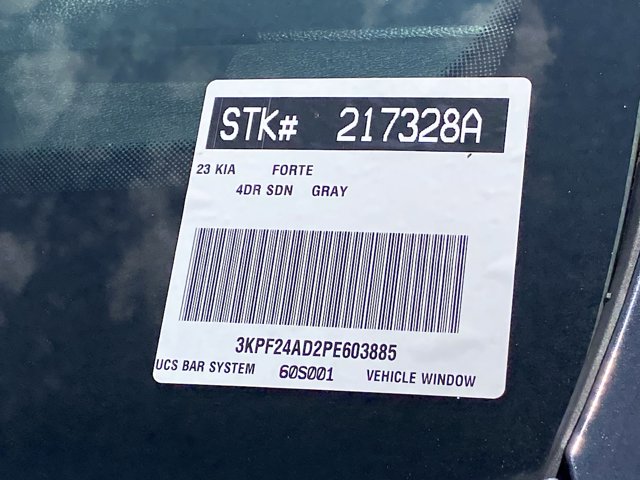 STK# 217328A
23 KIA FORTE
4DR SDN GRAY
3KPF24AD2PE603885
UCS BAR SYSTEM 60S001 VEHICLE WINDOW